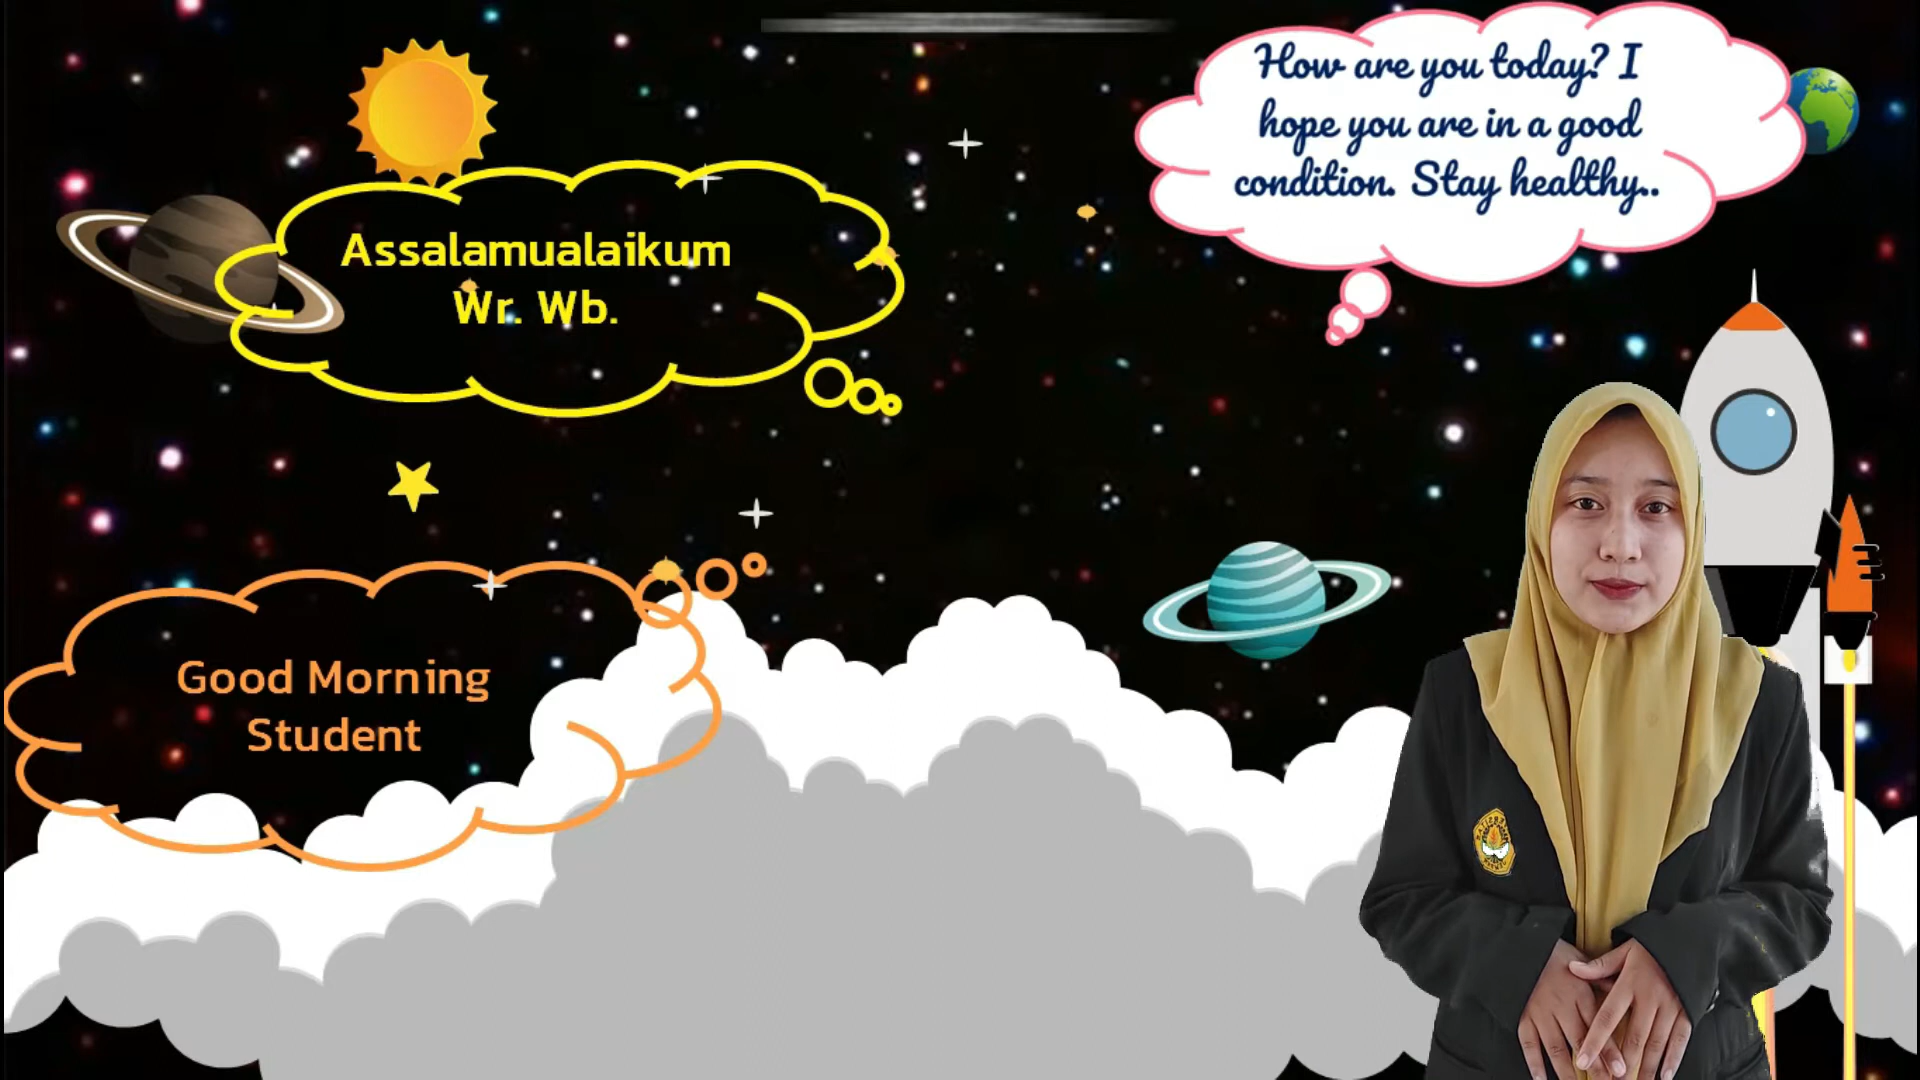 Assalamualaikum
Wr. Wb.
How are you today? I
hope you are in a good
condition. Stay healthy..
Good Morning
Student